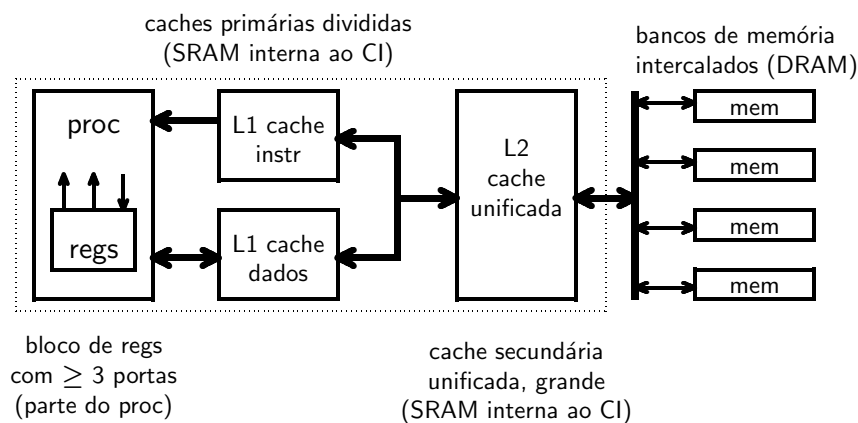 caches primárias divididas
(SRAM interna ao CI)
bancos de memória
intercalados (DRAM)
proc
regs
L1 cache
instr
L1 cache
dados
L2
cache
unificada
mem
mem
mem
mem
bloco de regs
com ≥ 3 portas
(parte do proc)
cache secundária
unificada, grande
(SRAM interna ao CI)